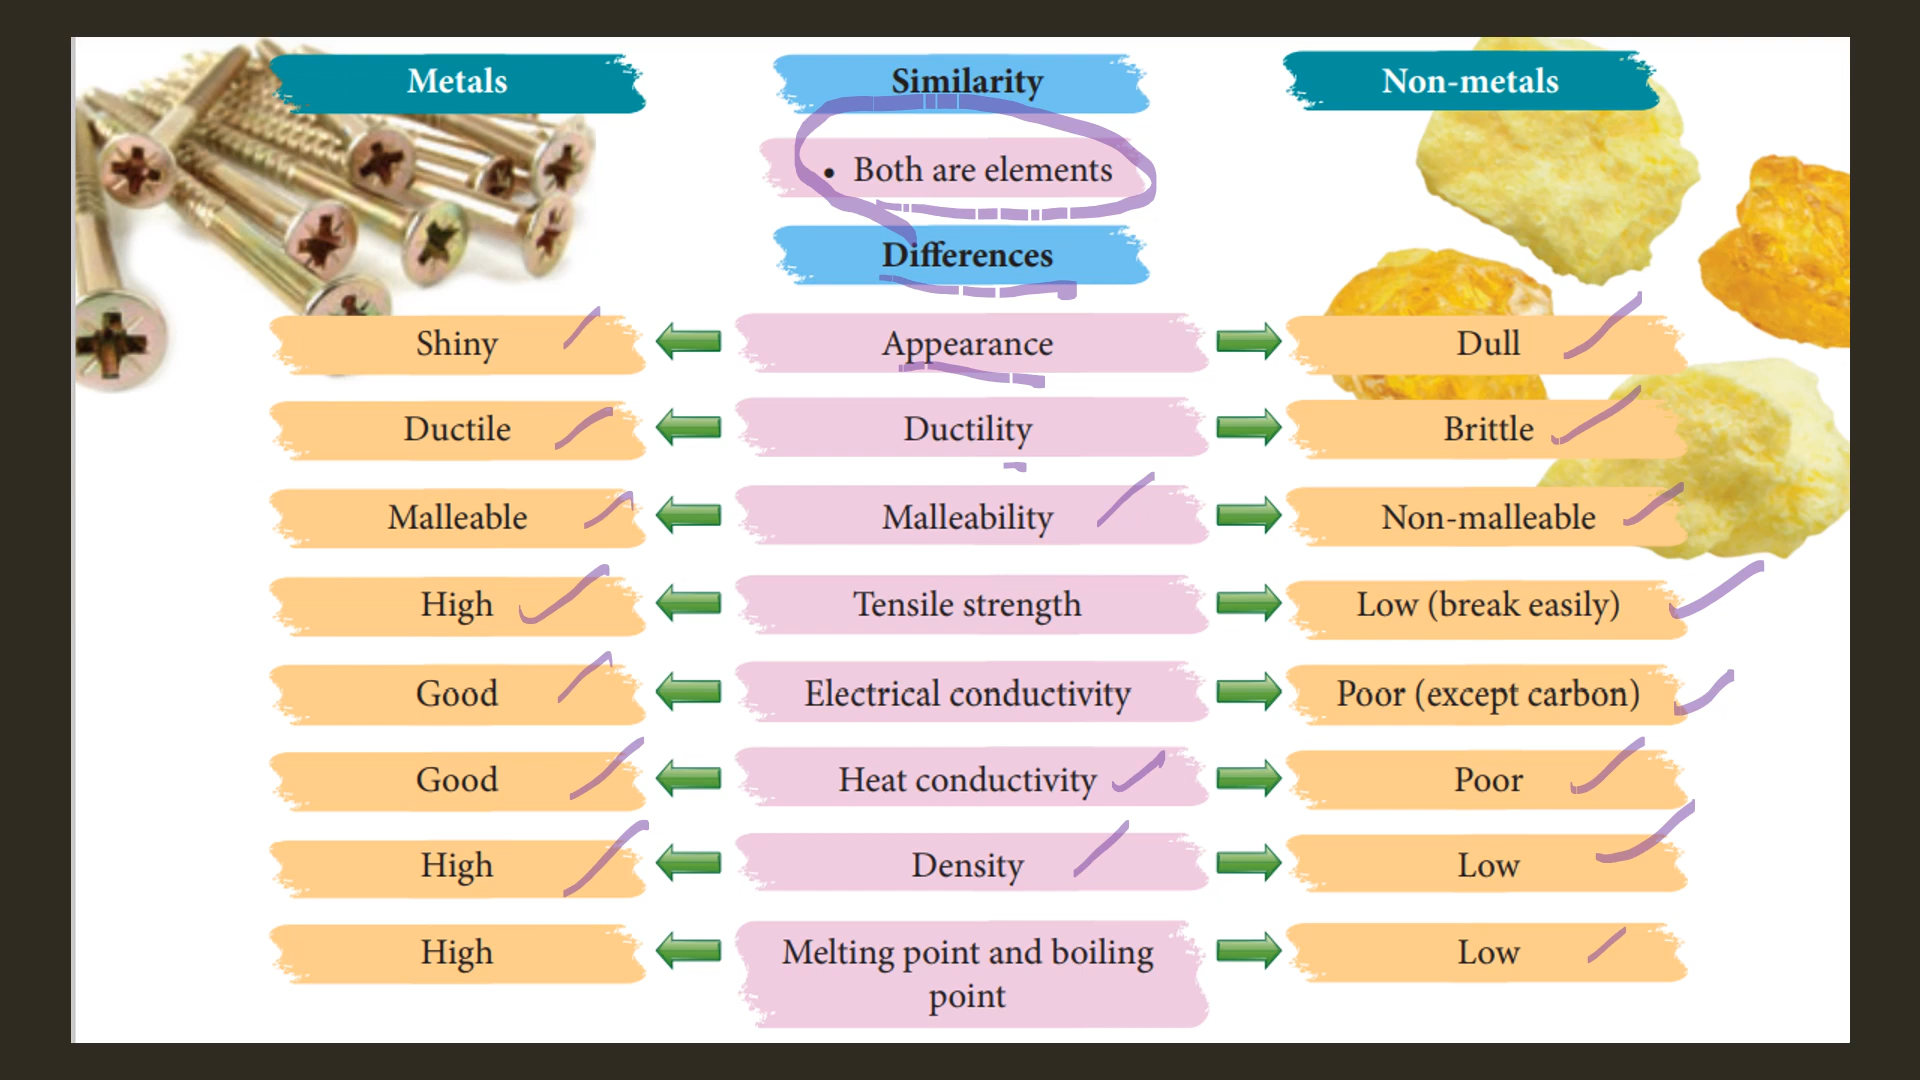 Metals
Similarity
Non-metals
• Both are elements
Differences
Shiny
Appearance
Dull
Ductile
Ductility
Brittle
Malleable
Malleability
Non-malleable
High
Tensile strength
Low (break easily)
Good
Electrical conductivity
Poor (except carbon)
Good
Heat conductivity
Poor
High
Density
Low
High
Melting point and boiling
point
Low